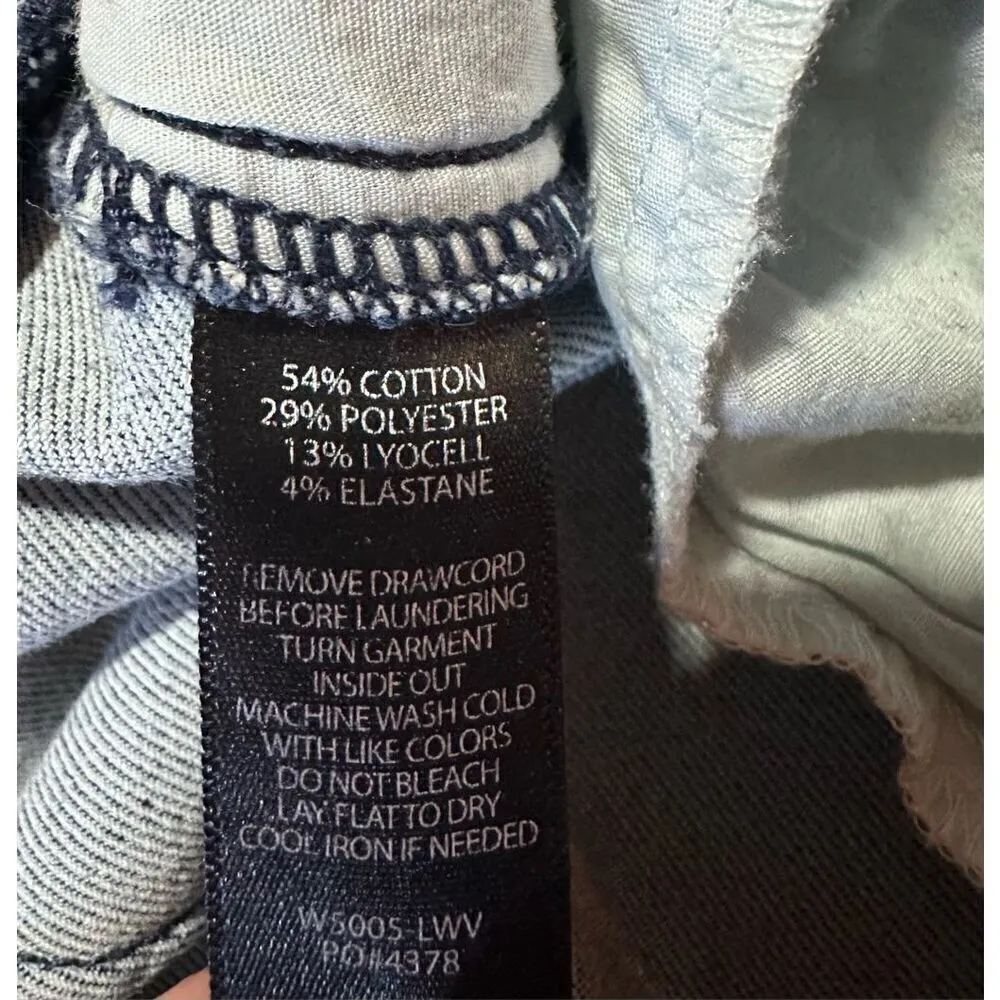 54% COTTON
29% POLYESTER
13% LYOCELL
4% ELASTANE
REMOVE DRAWCORD
BEFORE LAUNDERING
TURN GARMENT
INSIDE OUT
MACHINE WASH COLD
WITH LIKE COLORS
DO NOT BLEACH
LAY FLAT TO DRY
COOL IRON IF NEEDED
W5005-LWV
PO#4378